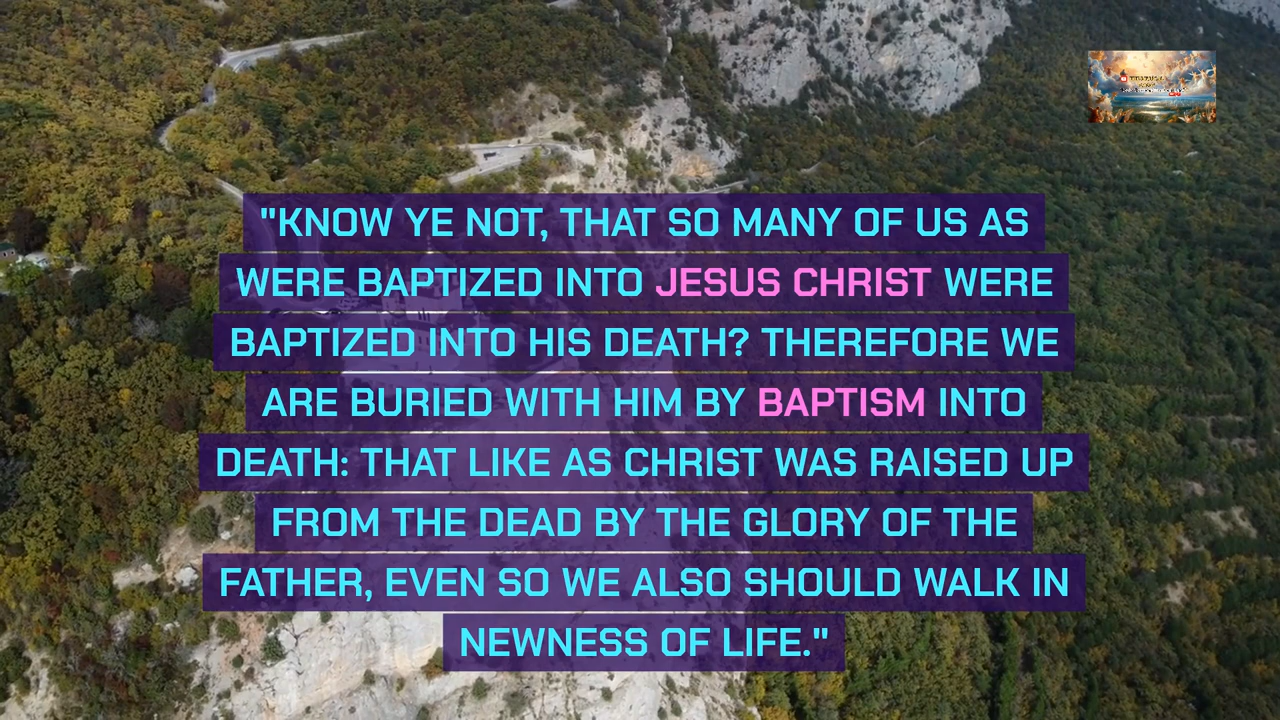 "KNOW YE NOT, THAT SO MANY OF US AS
WERE BAPTIZED INTO JESUS CHRIST WERE
BAPTIZED INTO HIS DEATH? THEREFORE WE
ARE BURIED WITH HIM BY BAPTISM INTO
DEATH: THAT LIKE AS CHRIST WAS RAISED UP
FROM THE DEAD BY THE GLORY OF THE
FATHER, EVEN SO WE ALSO SHOULD WALK IN
NEWNESS OF LIFE."